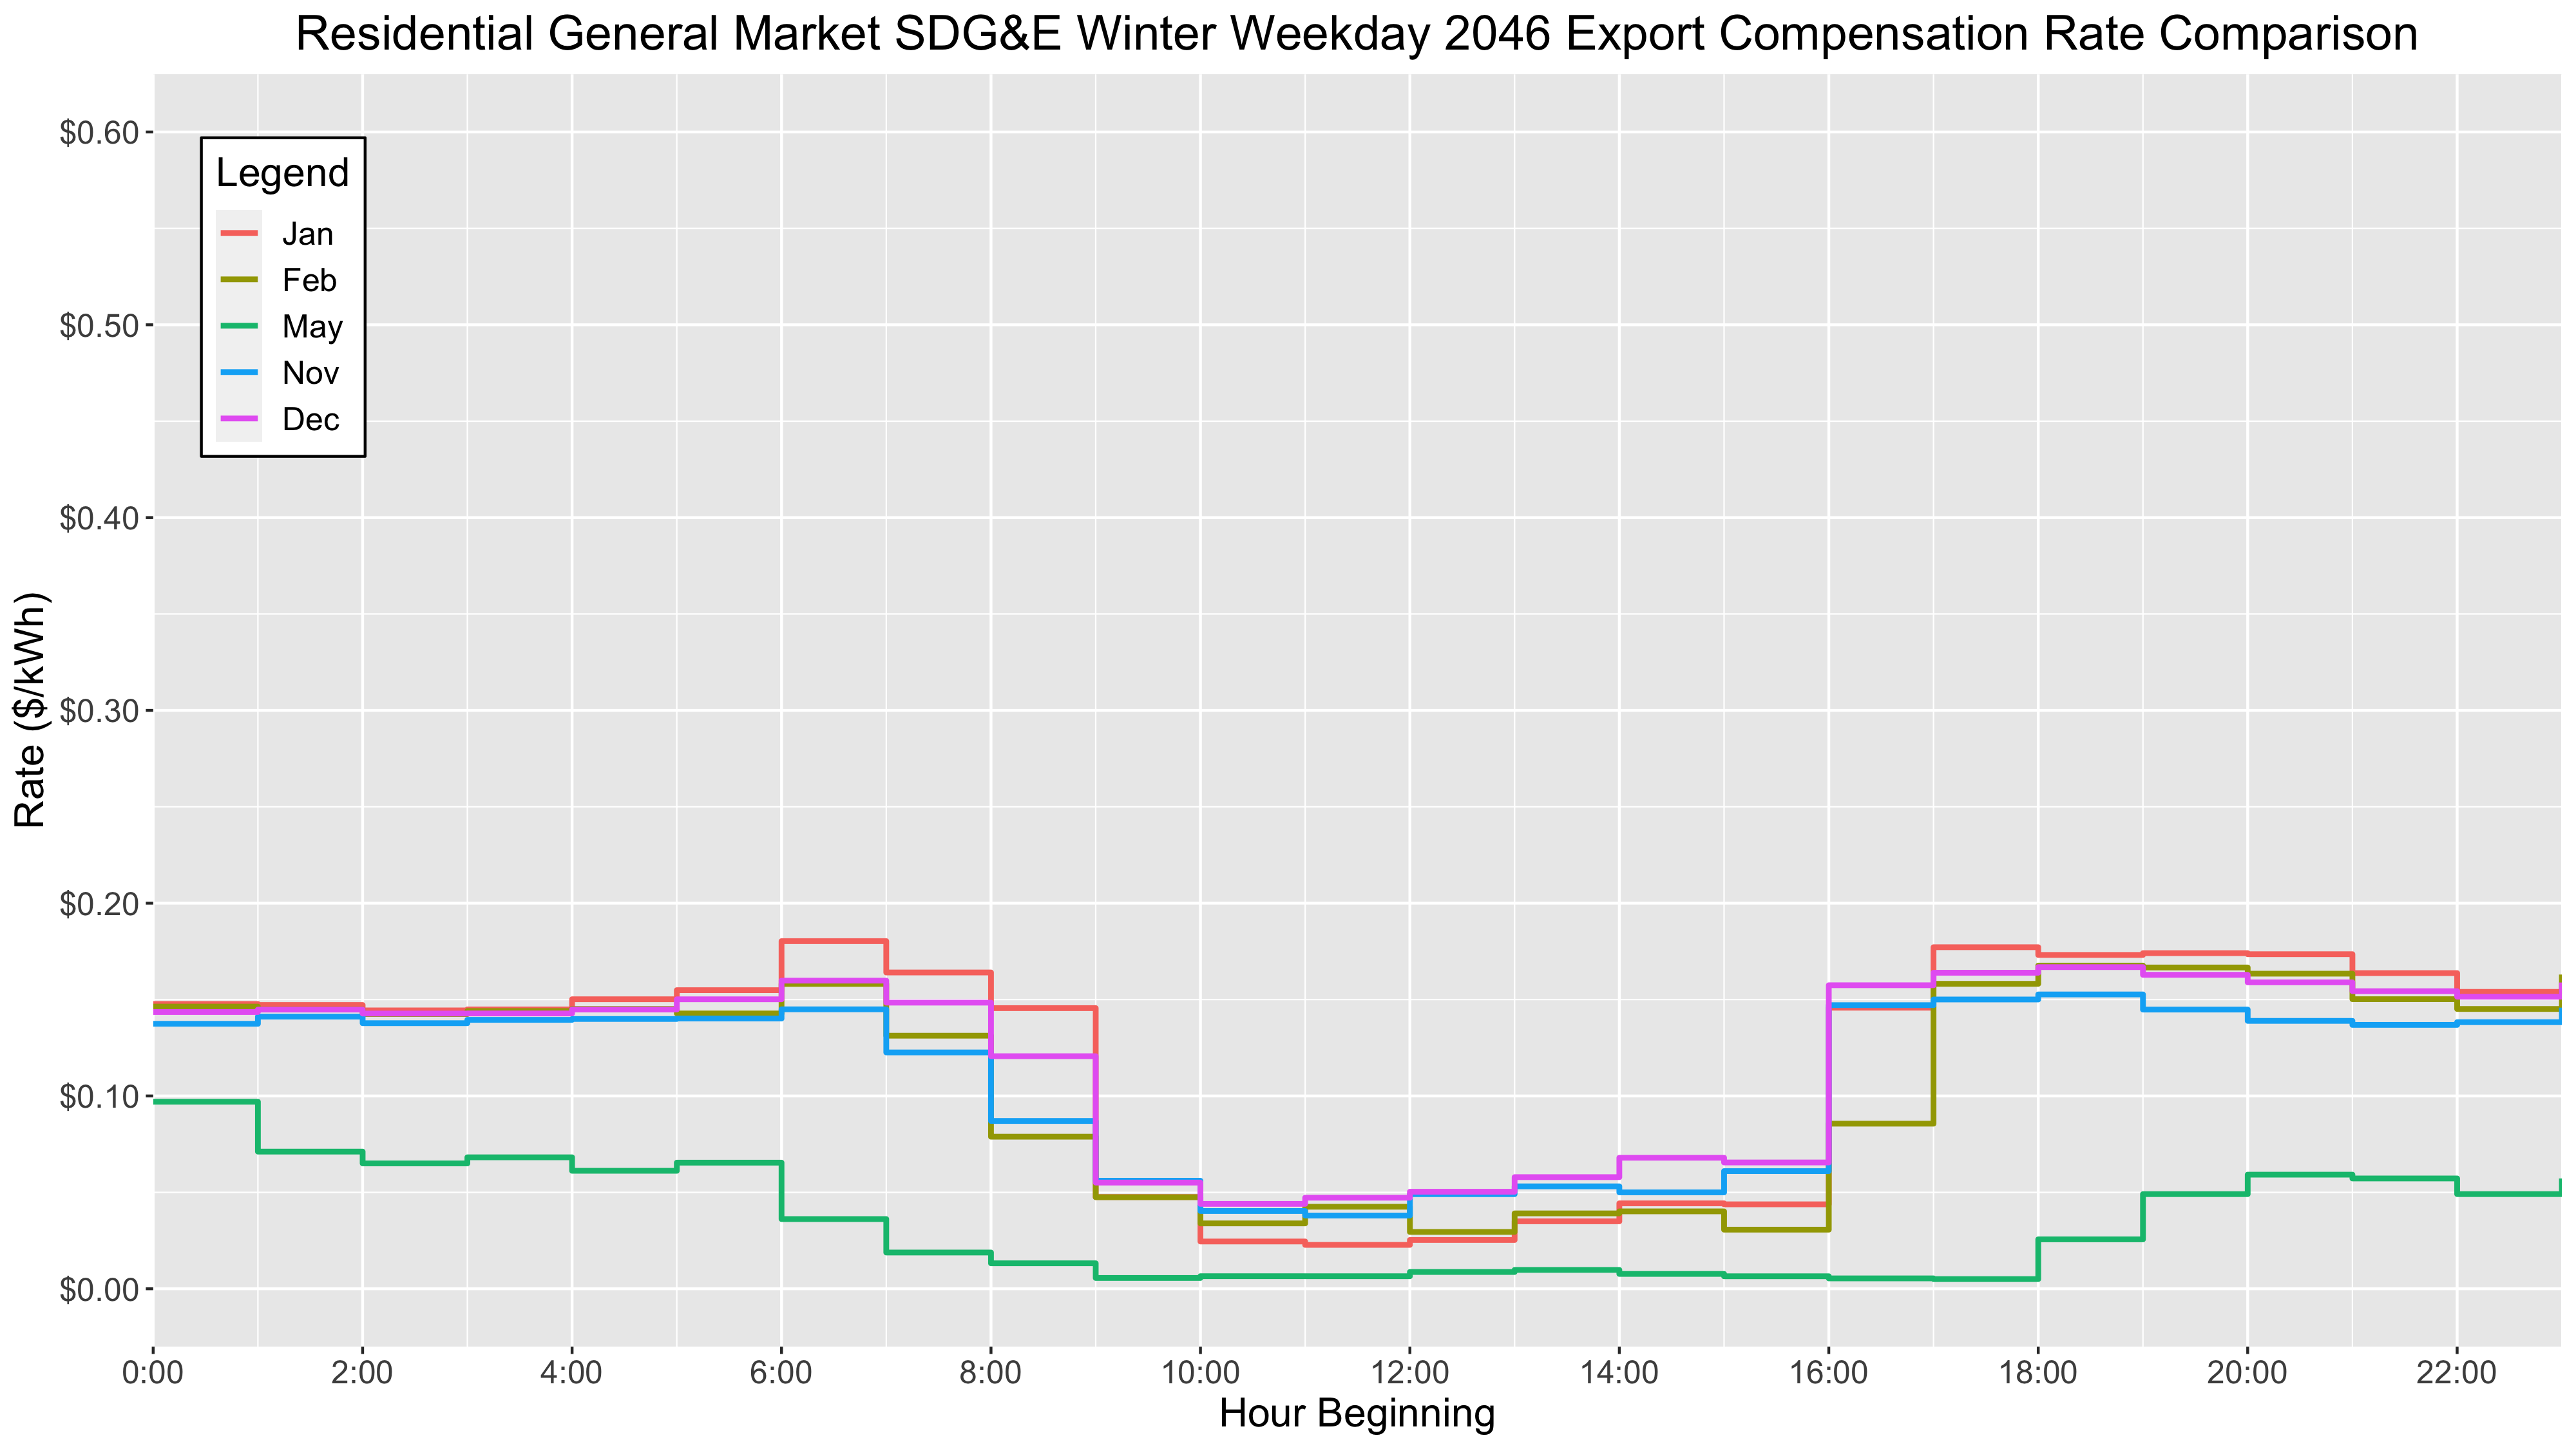 Residential General Market SDG&E Winter Weekday 2046 Export Compensation Rate Comparison
$0.60
Legend
Jan
Feb
May
Nov
Dec
$0.50
$0.40
$0.30
$0.20
$0.10
$0.00
Rate ($/kWh)
0:00 2:00 4:00 6:00 8:00 10:00 12:00 14:00 16:00 18:00 20:00 22:00
Hour Beginning